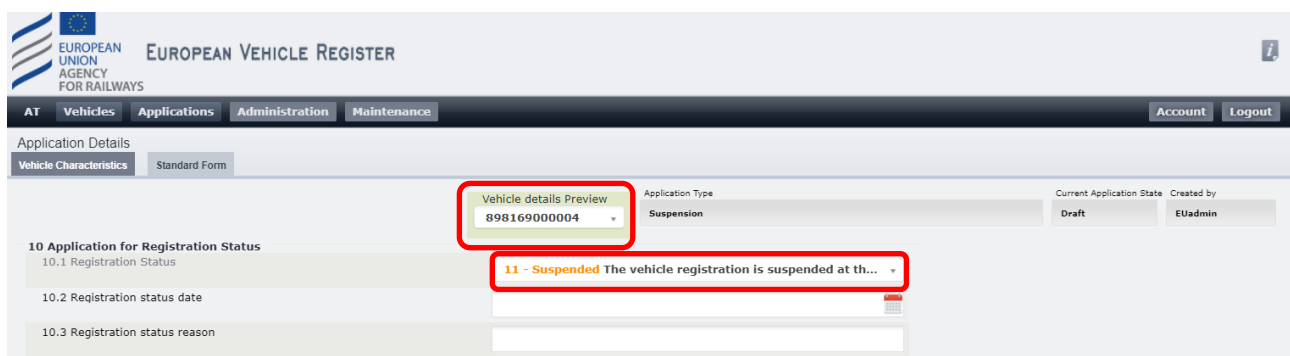 EUROPEAN
UNION
AGENCY
FOR RAILWAYS
EUROPEAN VEHICLE REGISTER
i
AT Vehicles Applications Administration Maintenance Account Logout
Application Details
Vehicle Characteristics Standard Form
Vehicle details Preview Application Type Current Application State Created by
898169000004 Suspension Draft EUadmin
10 Application for Registration Status
10.1 Registration Status 11 - Suspended The vehicle registration is suspended at th...
10.2 Registration status date
10.3 Registration status reason